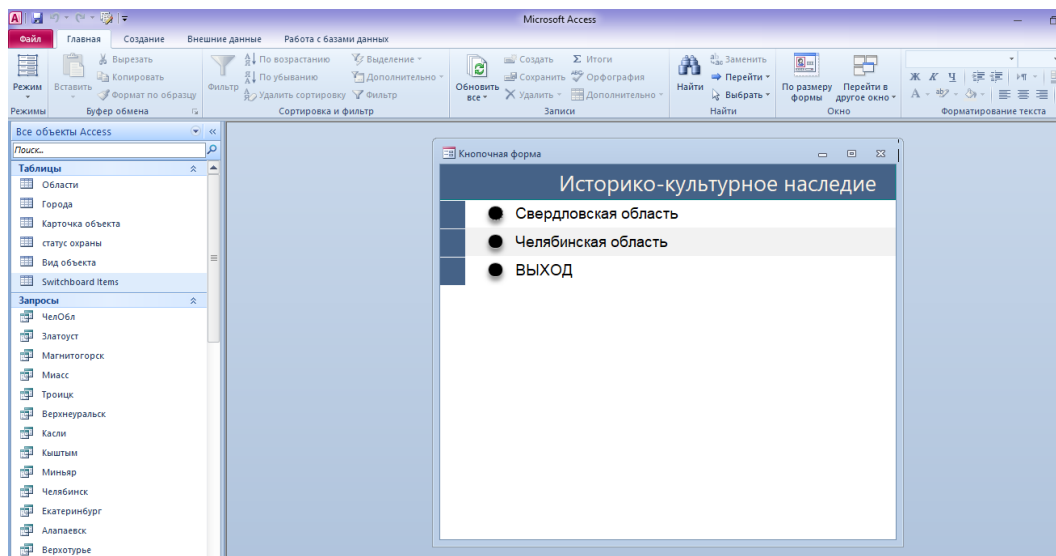 A Microsoft Access
Файл Главная Создание Внешние данные Работа с базами данных
Режим
Режимы
Вставить
Вырезать
Копировать
Формат по образцу
Буфер обмена
Фильтр
По возрастанию
По убыванию
Удалить сортировку
Выделение
Дополнительно
Фильтр
Сортировка и фильтр
Обновить
все
Создать
Сохранить
Удалить
Итоги
Орфография
Дополнительно
Записи
Найти
Заменить
Перейти
Выбрать
Найти
По размеру
формы
Перейти в
другое окно
Окно
Ж К Ч
А
Форматирование текста
Все объекты Access
Поиск...
Таблицы
Области
Города
Карточка объекта
статус охраны
Вид объекта
Switchboard Items
Запросы
ЧелОбл
Златоуст
Магнитогорск
Миасс
Троицк
Верхнеуральск
Касли
Кыштым
Миньяр
Челябинск
Екатеринбург
Алапаевск
Верхотурье
Кнопочная форма
Историко-культурное наследие
Свердловская область
Челябинская область
ВЫХОД